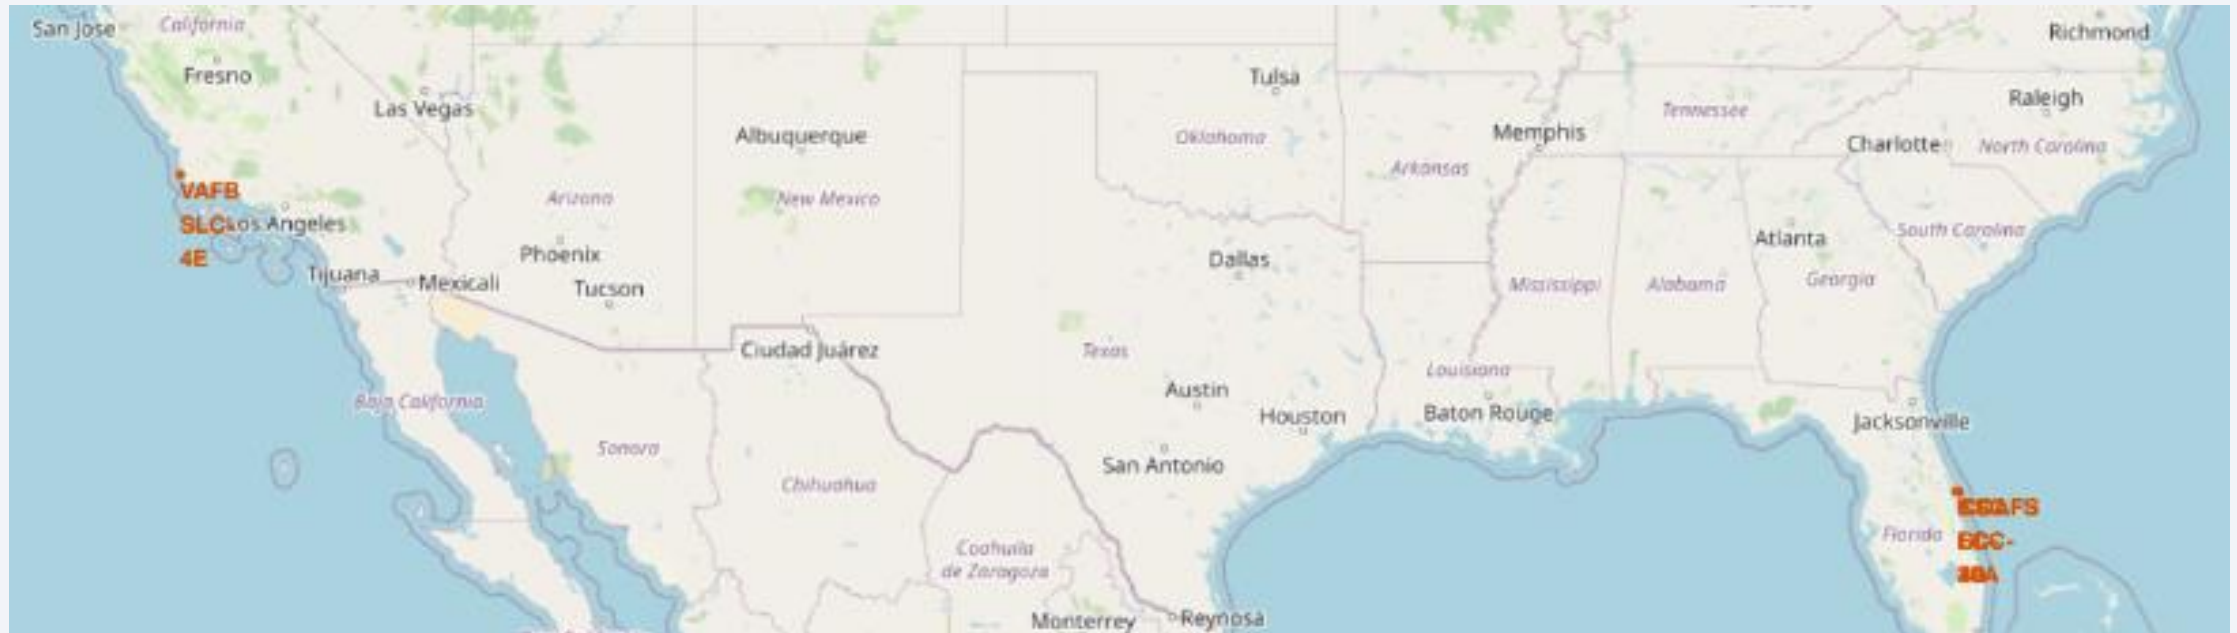 San Jose
California
Richmond
Fresno
Tulsa
Las Vegas
Raleigh
Tennessee
Albuquerque
Oklahoma
Memphis
Charlotte
North Carolina
Arkansas
VAFB
SLC-
4E
Los Angeles
Arizona
New Mexico
South Carolina
Atlanta
Phoenix
Dallas
Tijuana
Mexicali
Tucson
Mississippi
Alabama
Georgia
Ciudad Juárez
Texas
Louisiana
Austin
Baja California
Houston
Baton Rouge
Jacksonville
Sonora
San Antonio
Chihuahua
Florida
Coahuila
de Zaragoza
Monterrey
Reynosa